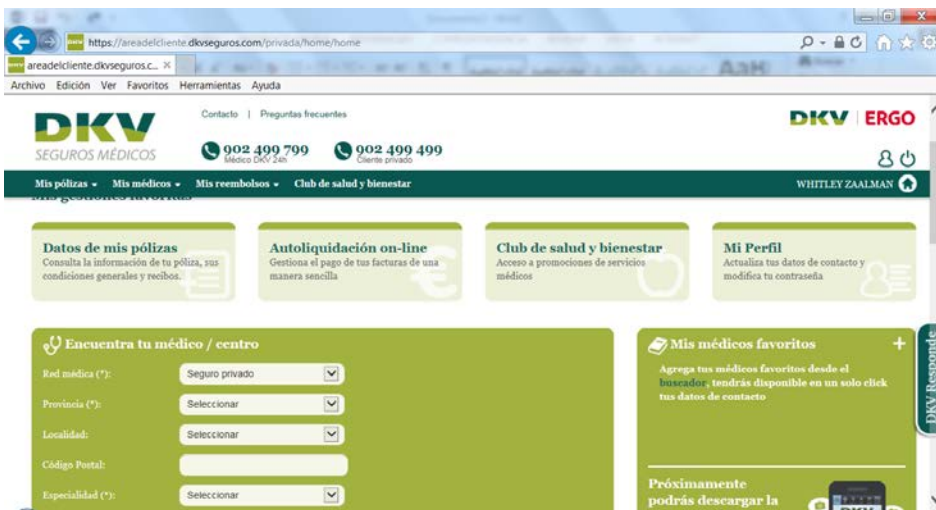 https://areadelcliente.dkvseguros.com/privada/home/home
areadelcliente.dkvseguros.c...
Archivo Edición Ver Favoritos Herramientas Ayuda
DKV
SEGUROS MÉDICOS
Contacto | Preguntas frecuentes
902 499 799
Médico DKV 24h
902 499 499
Cliente privado
DKV ERGO
Mis pólizas Mis médicos Mis reembolsos Club de salud y bienestar WHITLEY ZAALMAN
Mis gestiones favoritas
Datos de mis pólizas
Consulta la información de tu póliza, sus
condiciones generales y recibos.
Autoliquidación on-line
Gestiona el pago de tus facturas de una
manera sencilla
Club de salud y bienestar
Acceso a promociones de servicios
médicos
Mi Perfil
Actualiza tus datos de contacto y
modifica tu contraseña
Encuentra tu médico / centro
Red médica (*): Seguro privado
Provincia (*): Seleccionar
Localidad: Seleccionar
Código Postal:
Especialidad (*): Seleccionar
Mis médicos favoritos +
Agrega tus médicos favoritos desde el
buscador, tendrás disponible en un solo click
tus datos de contacto
Próximamente
podrás descargar la
DKV
DKV Responde